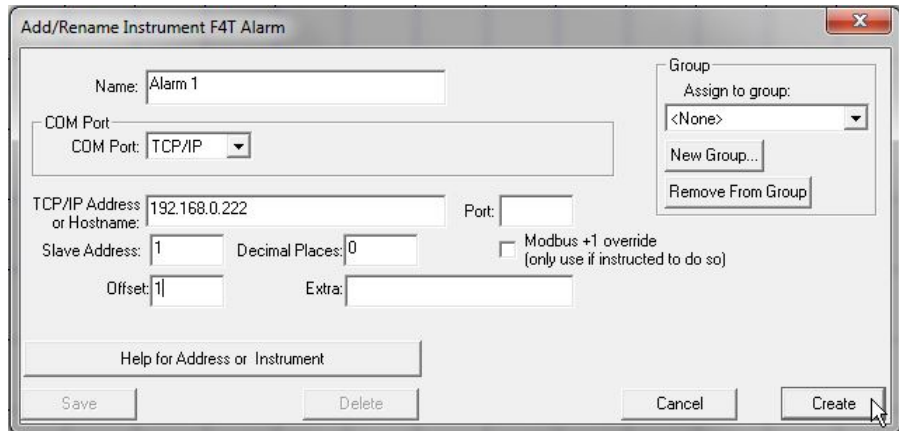 Add/Rename Instrument F4T Alarm
Name: Alarm 1
COM Port
COM Port: TCP/IP
Group
Assign to group:
<None>
New Group...
Remove From Group
TCP/IP Address
or Hostname: 192.168.0.222
Port:
Slave Address: 1
Decimal Places: 0
Modbus +1 override
(only use if instructed to do so)
Offset: 1
Extra:
Help for Address or Instrument
Save
Delete
Cancel
Create